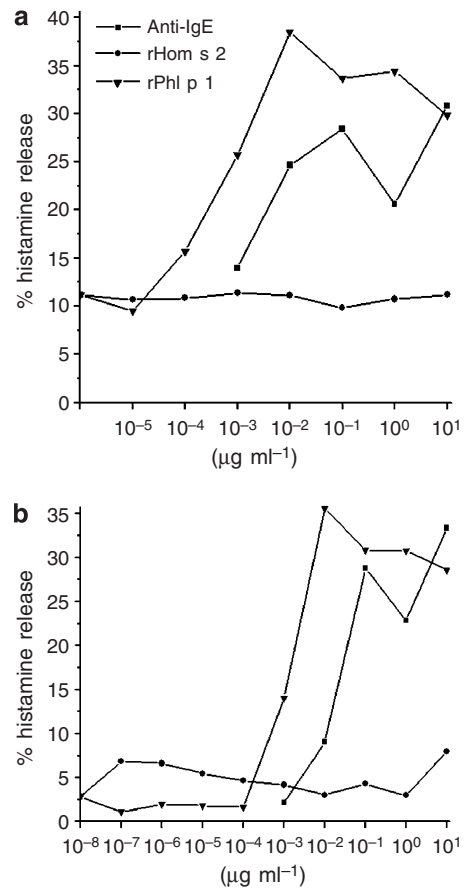 a
Anti-IgE
rHom s 2
rPhl p 1
% histamine release
40
35
30
25
20
15
10
5
0
10⁻⁵ 10⁻⁴ 10⁻³ 10⁻² 10⁻¹ 10⁰ 10¹
(μg ml⁻¹)
b
% histamine release
35
30
25
20
15
10
5
0
10⁻⁸ 10⁻⁷ 10⁻⁶ 10⁻⁵ 10⁻⁴ 10⁻³ 10⁻² 10⁻¹ 10⁰ 10¹
(μg ml⁻¹)